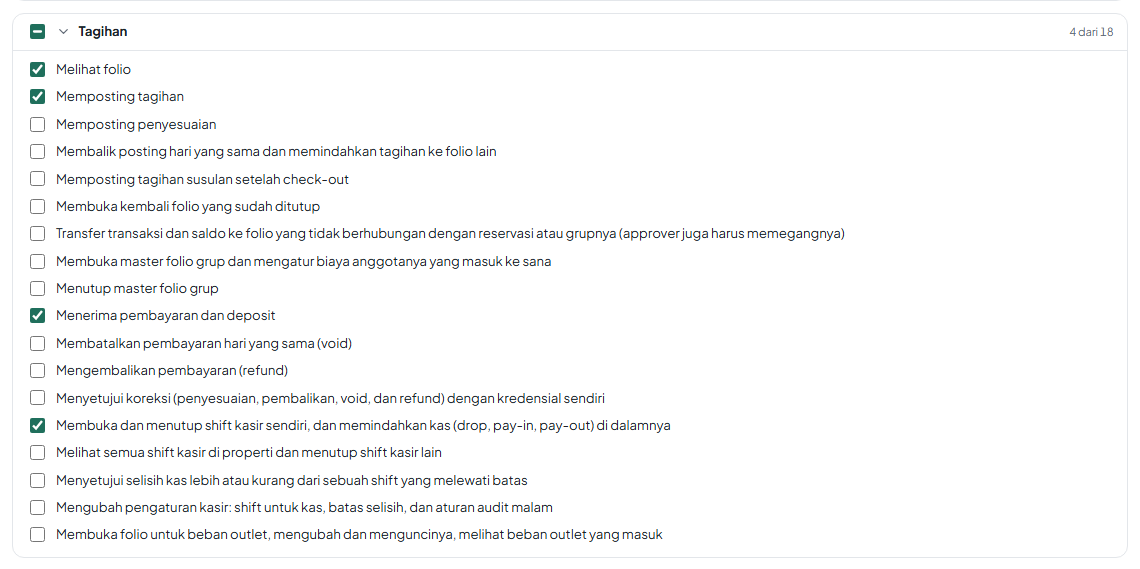 Tagihan
4 dari 18
Melihat folio
Memposting tagihan
Memposting penyesuaian
Membalik posting hari yang sama dan memindahkan tagihan ke folio lain
Memposting tagihan susulan setelah check-out
Membuka kembali folio yang sudah ditutup
Transfer transaksi dan saldo ke folio yang tidak berhubungan dengan reservasi atau grupnya (approver juga harus memegangnya)
Membuka master folio grup dan mengatur biaya anggotanya yang masuk ke sana
Menutup master folio grup
Menerima pembayaran dan deposit
Membatalkan pembayaran hari yang sama (void)
Mengembalikan pembayaran (refund)
Menyetujui koreksi (penyesuaian, pembalikan, void, dan refund) dengan kredensial sendiri
Membuka dan menutup shift kasir sendiri, dan memindahkan kas (drop, pay-in, pay-out) di dalamnya
Melihat semua shift kasir di properti dan menutup shift kasir lain
Menyetujui selisih kas lebih atau kurang dari sebuah shift yang melewati batas
Mengubah pengaturan kasir: shift untuk kas, batas selisih, dan aturan audit malam
Membuka folio untuk beban outlet, mengubah dan menguncinya, melihat beban outlet yang masuk